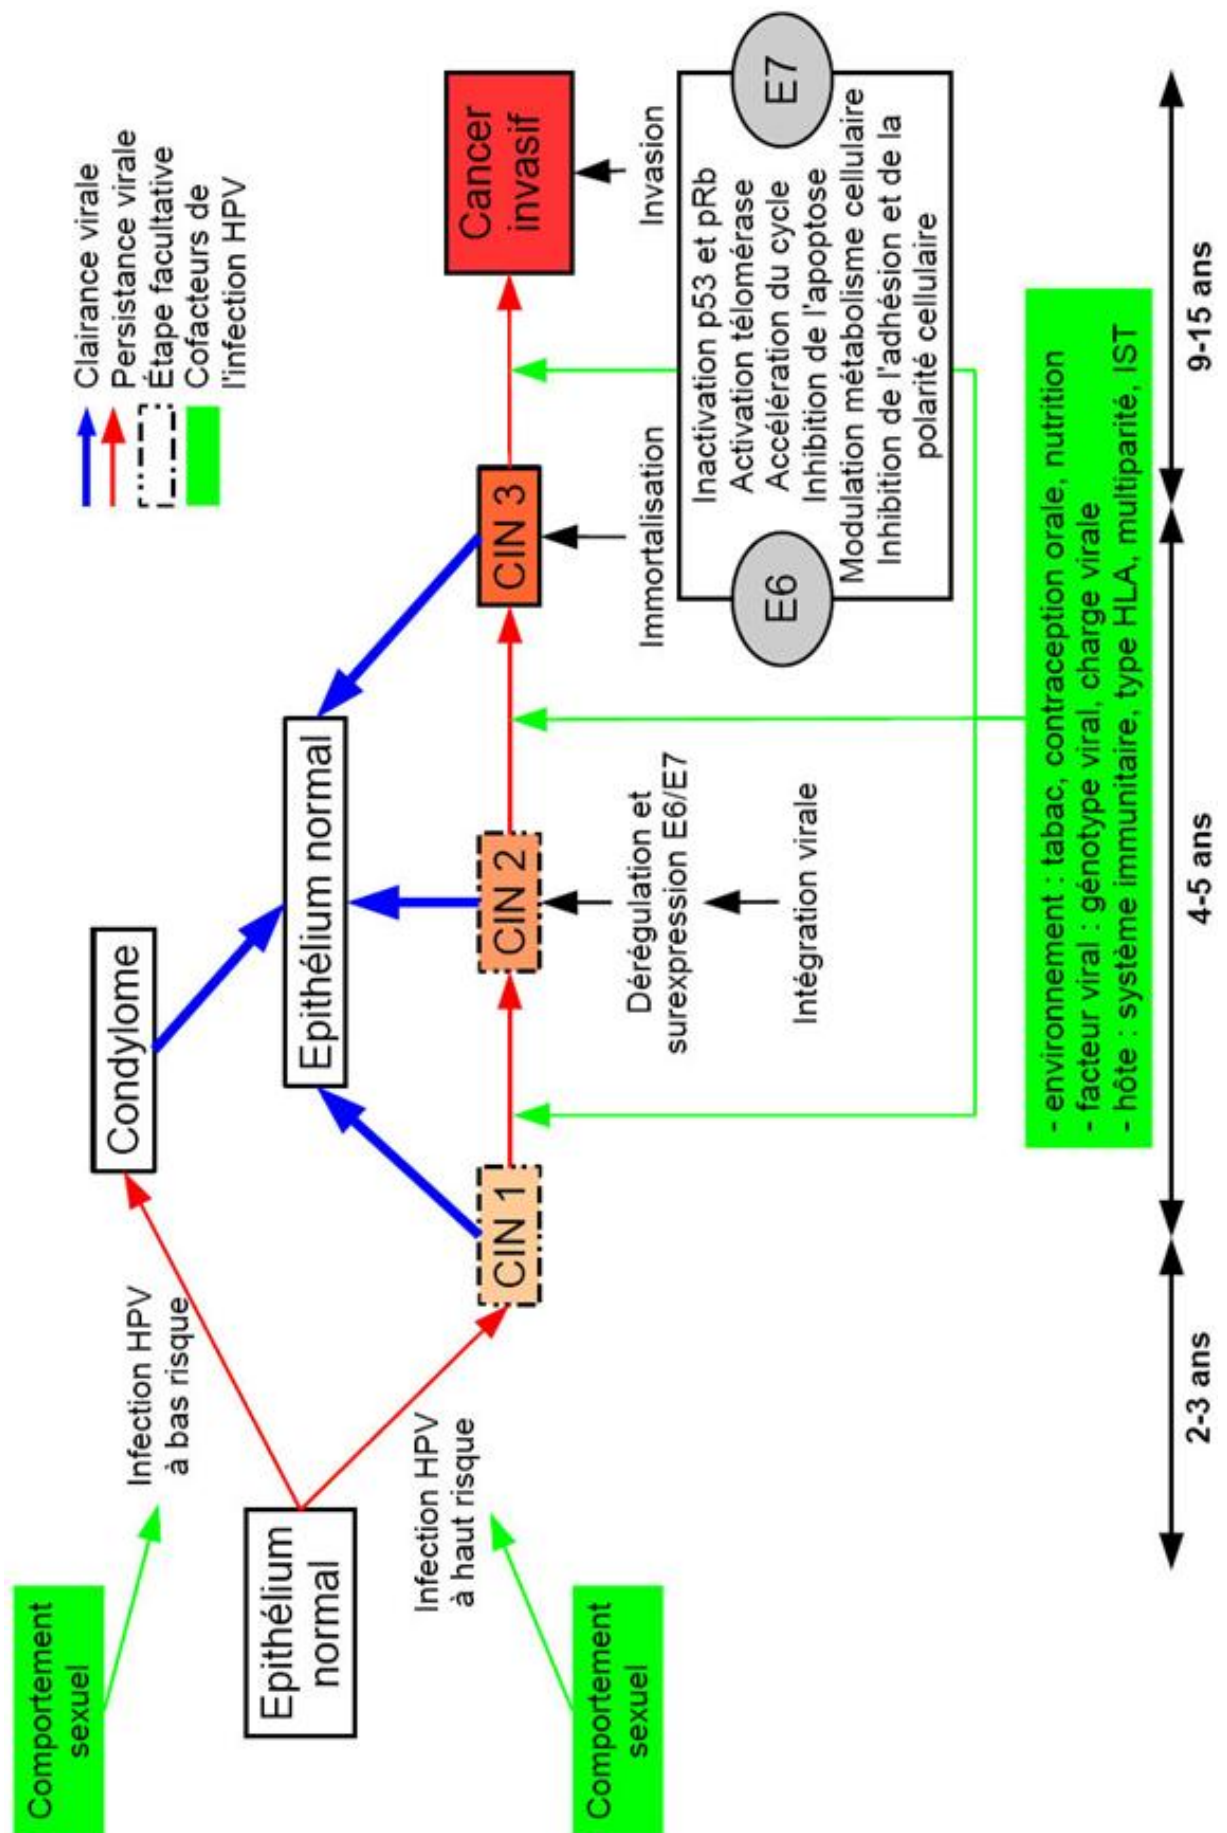 Clairance virale
Persistance virale
Étape facultative
Cofacteurs de
l'infection HPV
Comportement
sexuel
Infection HPV
à bas risque
Condylome
Epithélium
normal
Epithélium normal
Infection HPV
à haut risque
CIN 1
CIN 2
CIN 3
Cancer
invasif
Comportement
sexuel
Dérégulation et
surexpression E6/E7
Intégration virale
Immortalisation
Invasion
E6
E7
Inactivation p53 et pRb
Activation télomérase
Accélération du cycle
Inhibition de l'apoptose
Modulation métabolisme cellulaire
Inhibition de l'adhésion et de la
polarité cellulaire
- environnement : tabac, contraception orale, nutrition
- facteur viral : génotype viral, charge virale
- hôte : système immunitaire, type HLA, multiparité, IST
2-3 ans
4-5 ans
9-15 ans